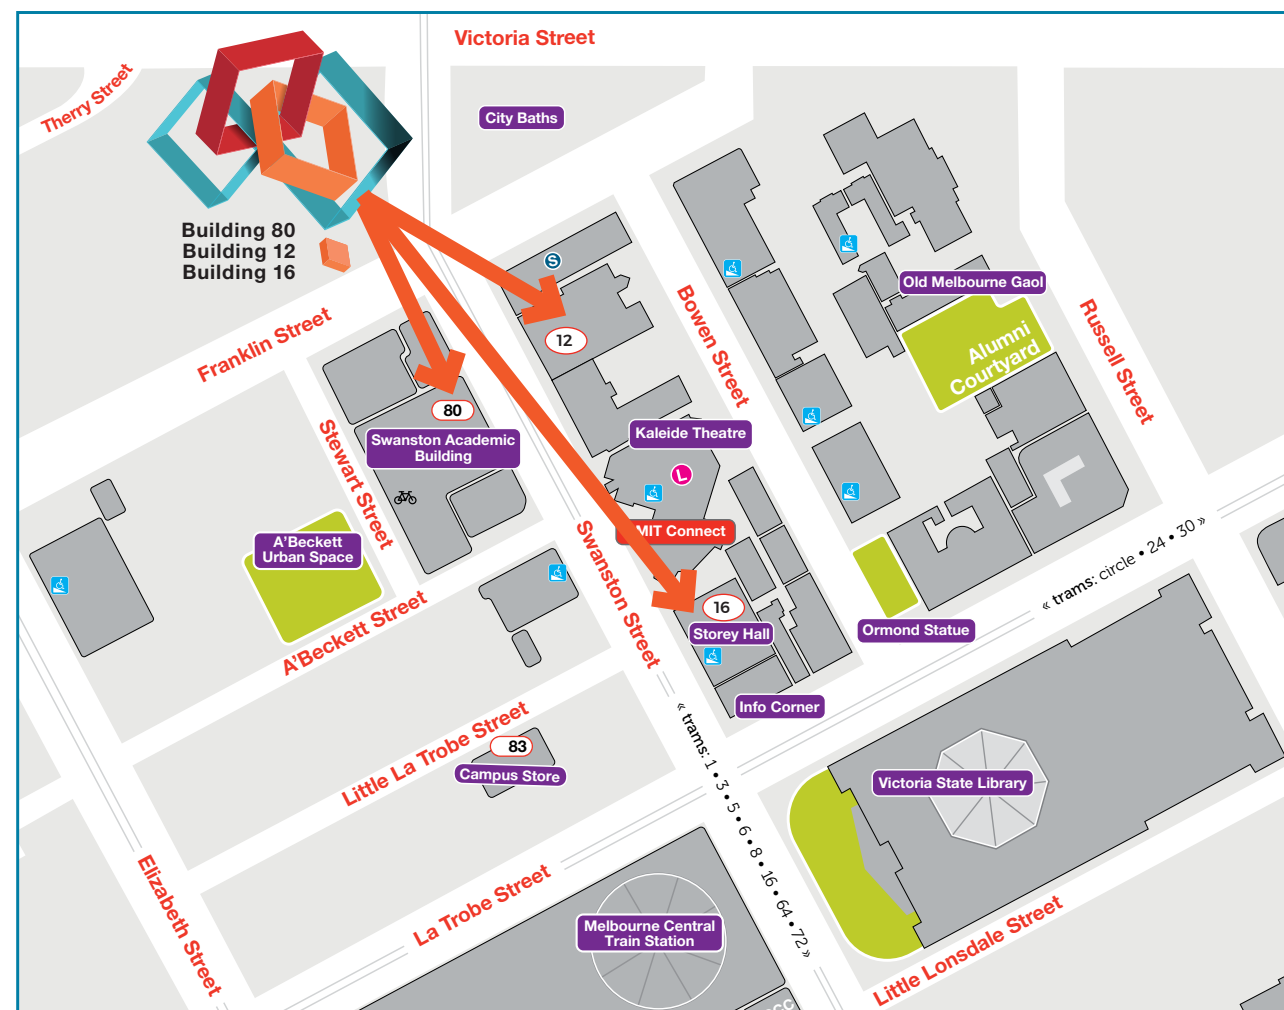 Victoria Street
Therry Street
City Baths
Building 80
Building 12
Building 16
S
Old Melbourne Gaol
Franklin Street
Bowen Street
Russell Street
Alumni
Courtyard
12
80
Swanston Academic
Building
Stewart Street
Kaleide Theatre
L
A'Beckett
Urban Space
MIT Connect
Swanston Street
« trams: circle • 24 • 30 »
16
Storey Hall
Ormond Statue
A'Beckett Street
Info Corner
Little La Trobe Street
83
Campus Store
« trams: 1 • 3 • 5 • 6 • 8 • 16 • 64 • 72 »
Victoria State Library
Elizabeth Street
La Trobe Street
Melbourne Central
Train Station
Little Lonsdale Street